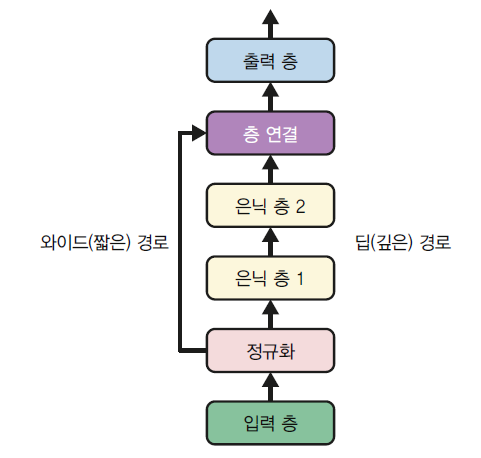 출력 층
층 연결
은닉 층 2
와이드(짧은) 경로
딥(깊은) 경로
은닉 층 1
정규화
입력 층